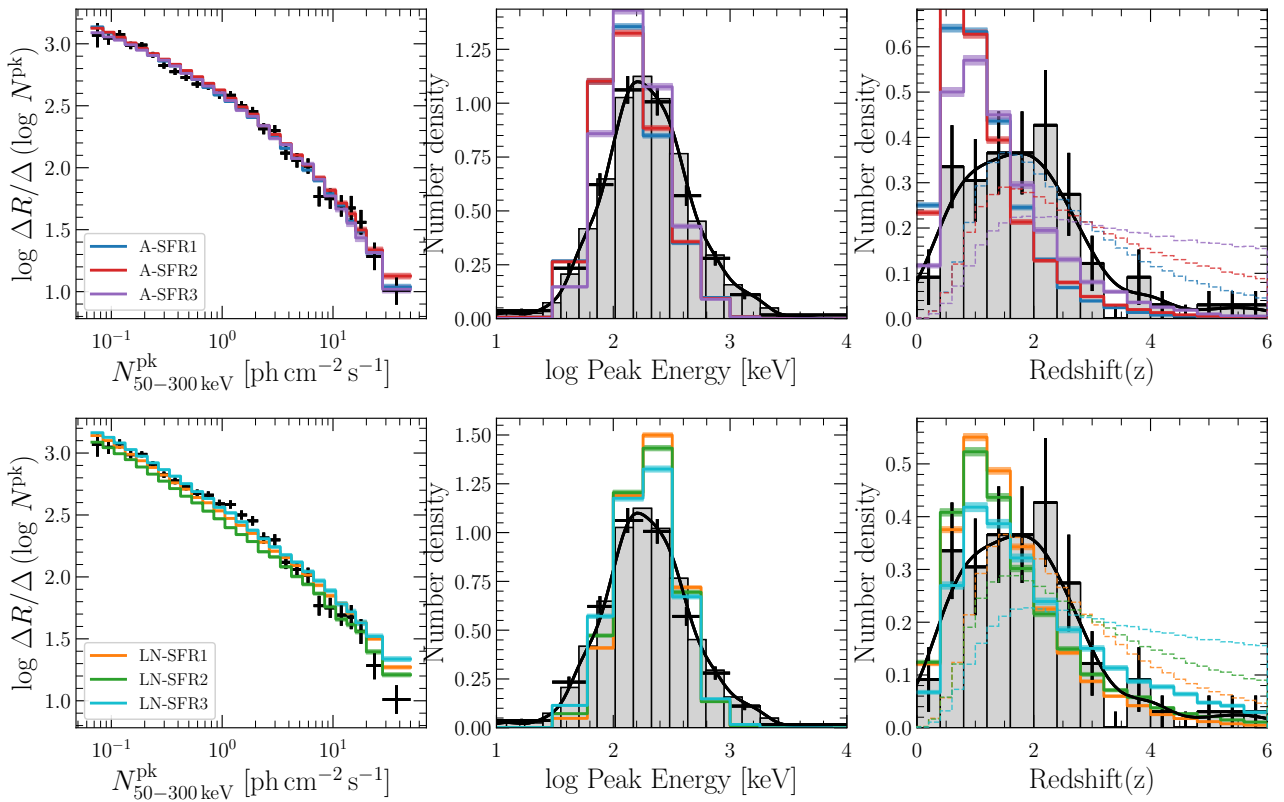 log ΔR/Δ (log N^pk)
3.0
2.5
2.0
1.5
1.0
A-SFR1
A-SFR2
A-SFR3
10^−1 10^0 10^1
N^pk_50−300 keV [ph cm^−2 s^−1]
Number density
1.25
1.00
0.75
0.50
0.25
0.00
1 2 3 4
log Peak Energy [keV]
Number density
0.6
0.5
0.4
0.3
0.2
0.1
0.0
0 2 4 6
Redshift(z)
log ΔR/Δ (log N^pk)
3.0
2.5
2.0
1.5
1.0
LN-SFR1
LN-SFR2
LN-SFR3
10^−1 10^0 10^1
N^pk_50−300 keV [ph cm^−2 s^−1]
Number density
1.50
1.25
1.00
0.75
0.50
0.25
0.00
1 2 3 4
log Peak Energy [keV]
Number density
0.5
0.4
0.3
0.2
0.1
0.0
0 2 4 6
Redshift(z)